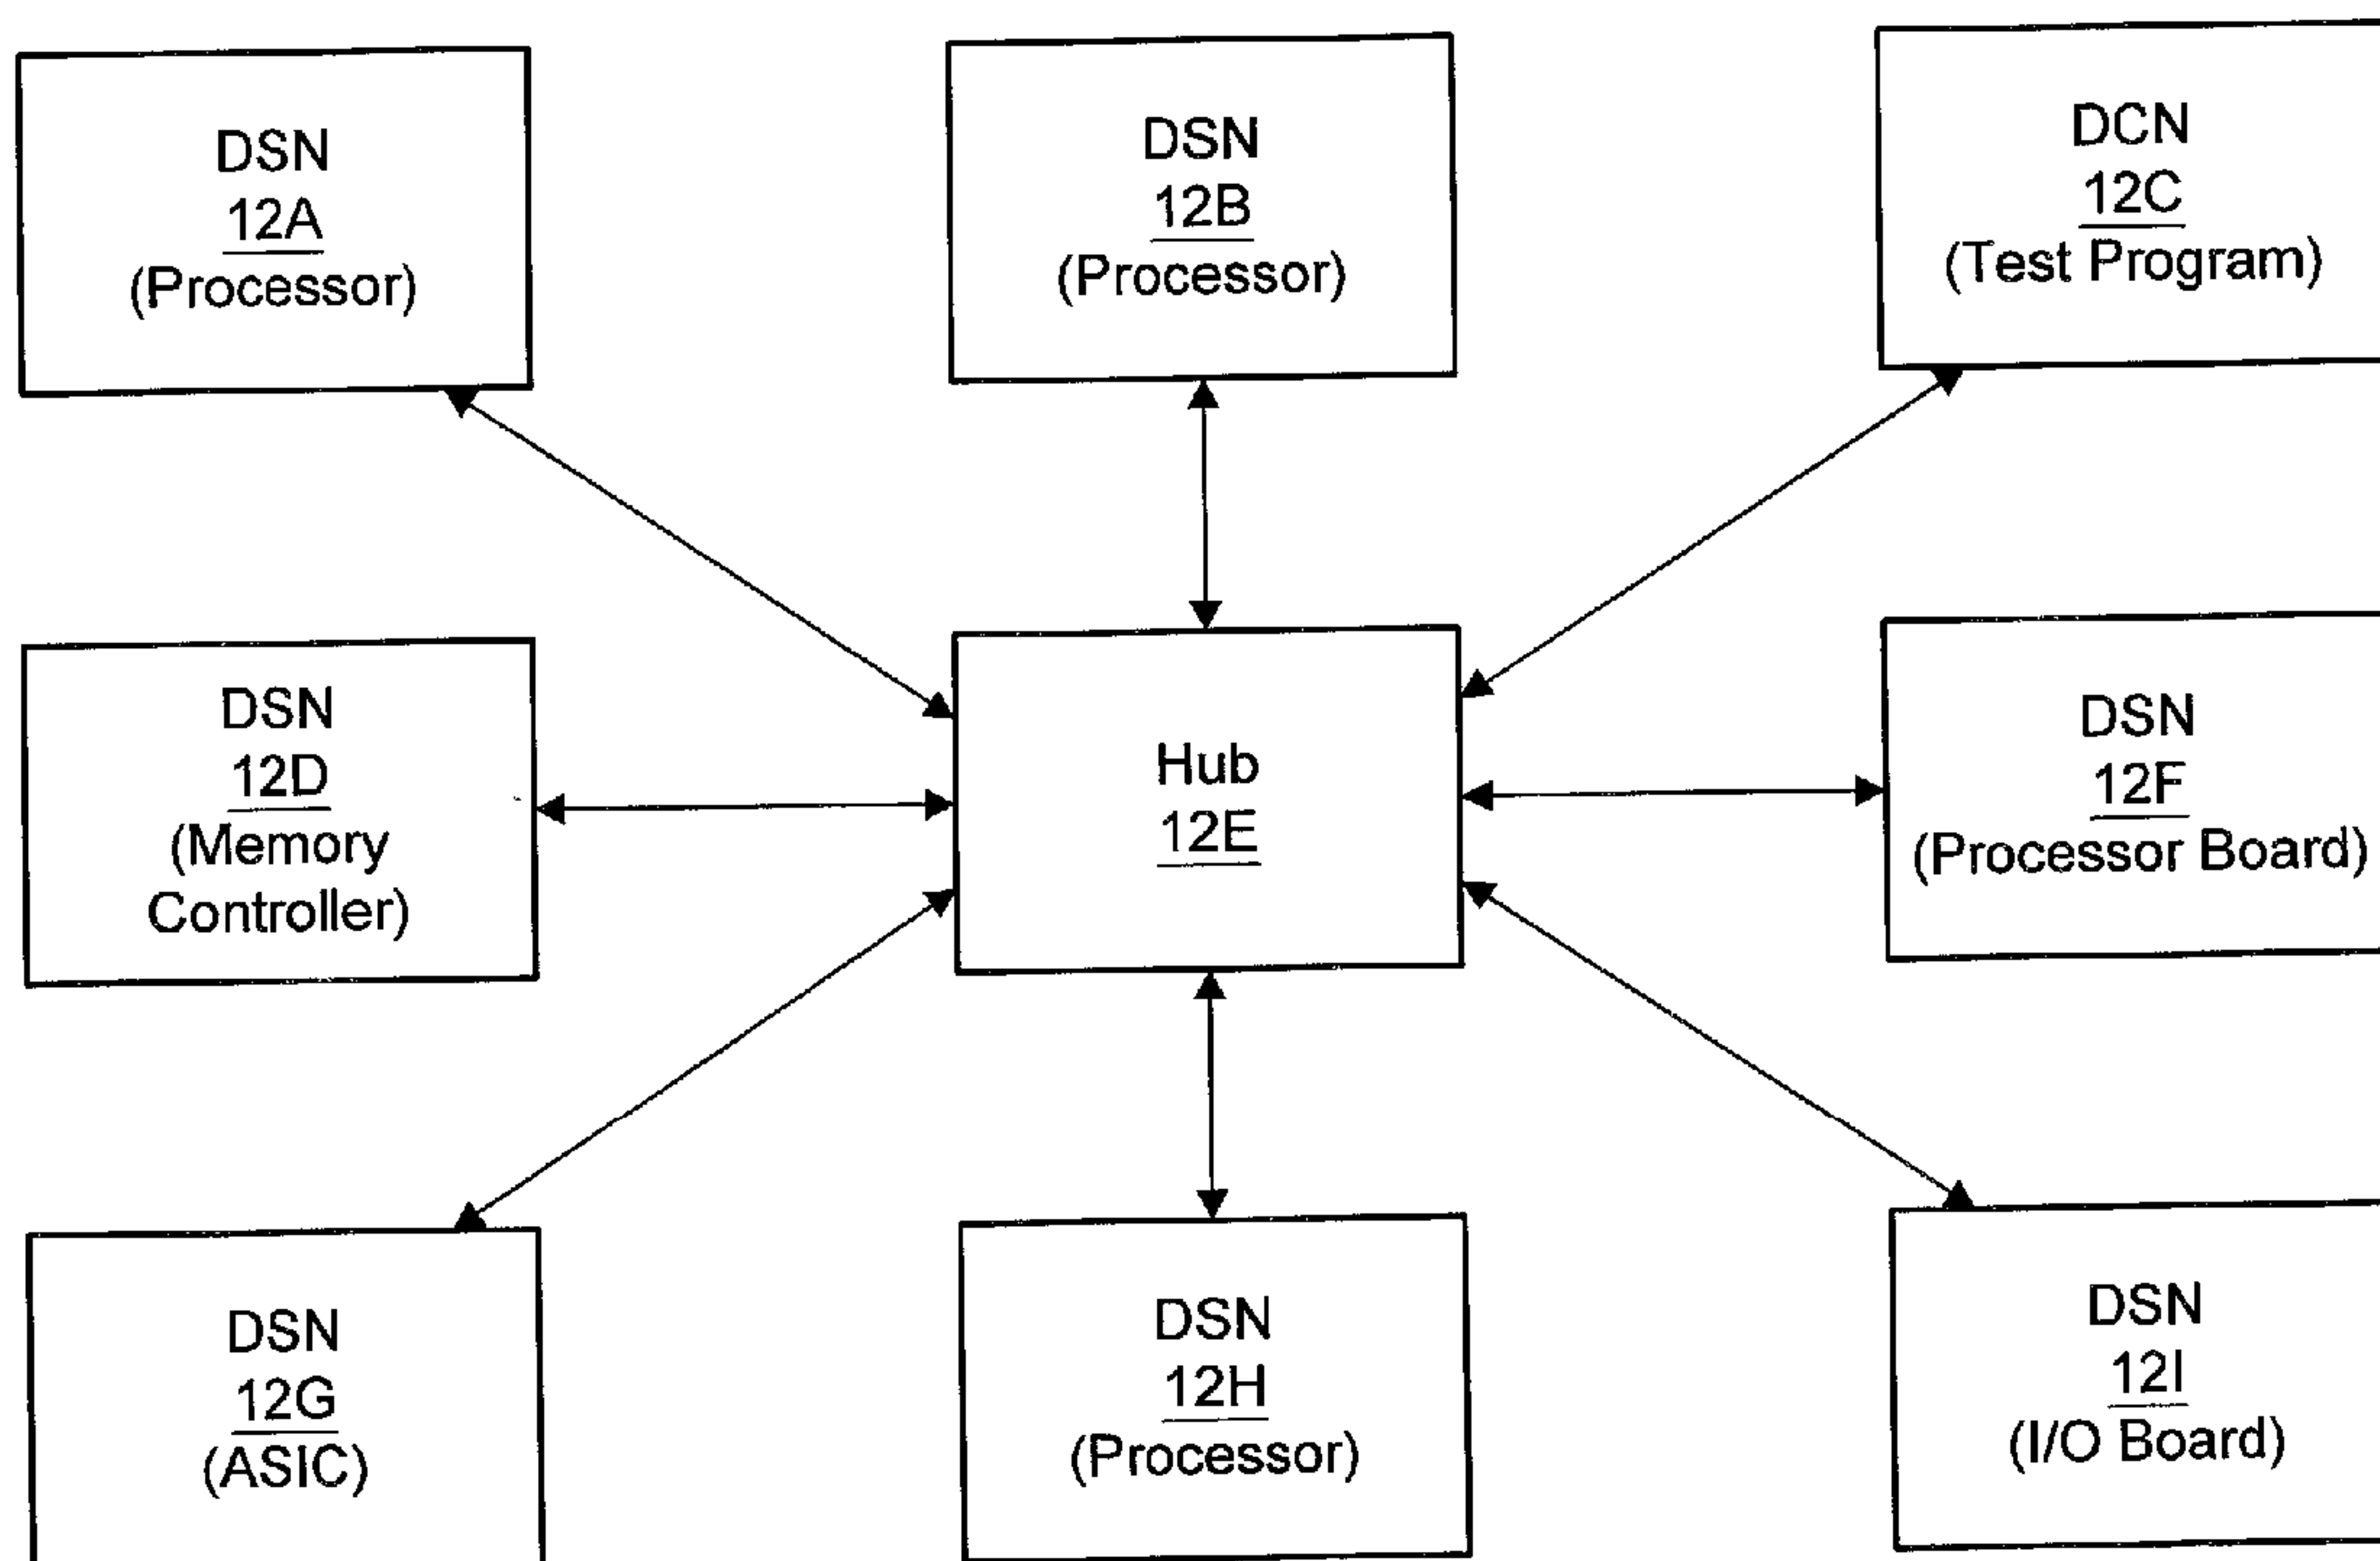 DSN
12A
(Processor)
DSN
12B
(Processor)
DCN
12C
(Test Program)
DSN
12D
(Memory
Controller)
Hub
12E
DSN
12F
(Processor Board)
DSN
12G
(ASIC)
DSN
12H
(Processor)
DSN
12I
(I/O Board)